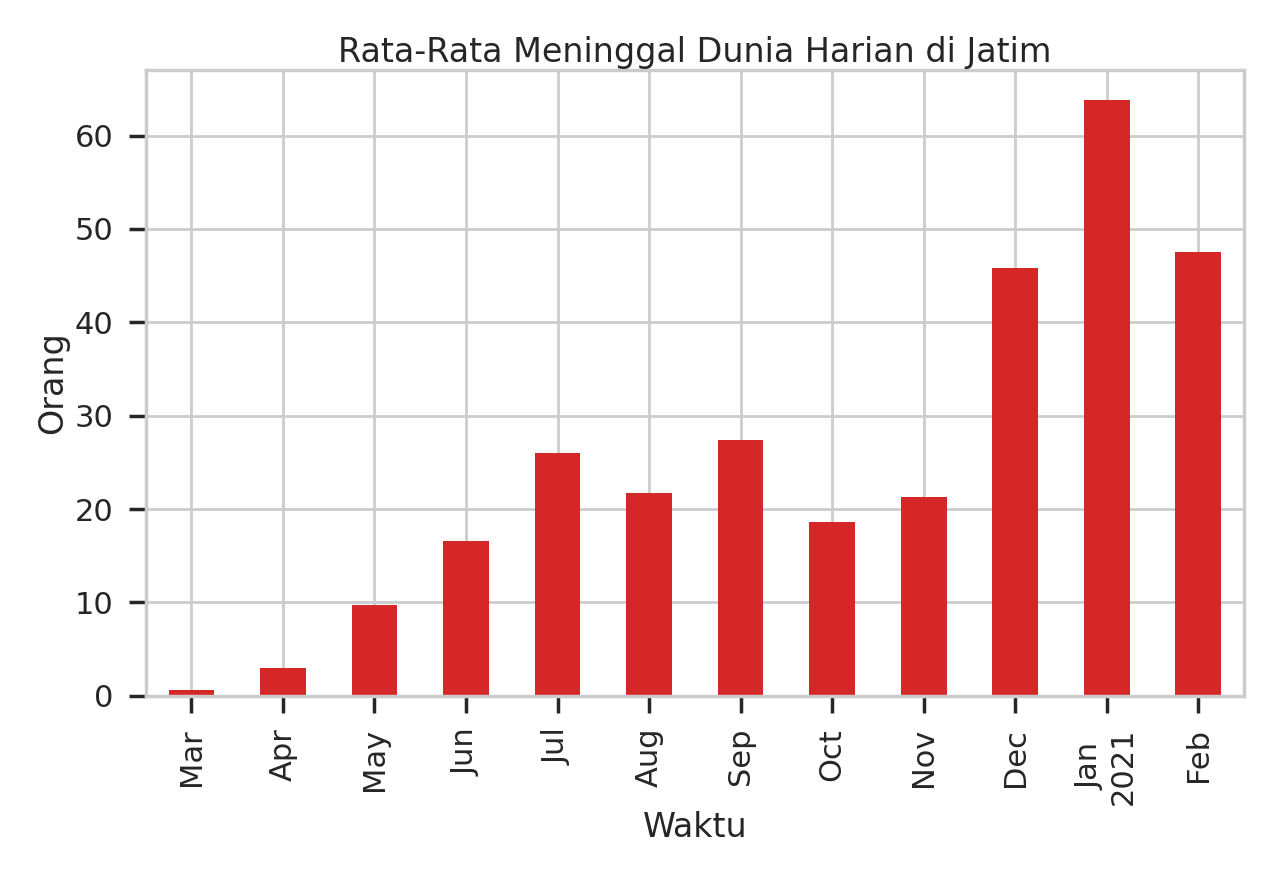 Rata-Rata Meninggal Dunia Harian di Jatim
60
50
40
30
20
10
0
Orang
Mar
Apr
May
Jun
Jul
Aug
Sep
Oct
Nov
Dec
Jan
2021
Feb
Waktu